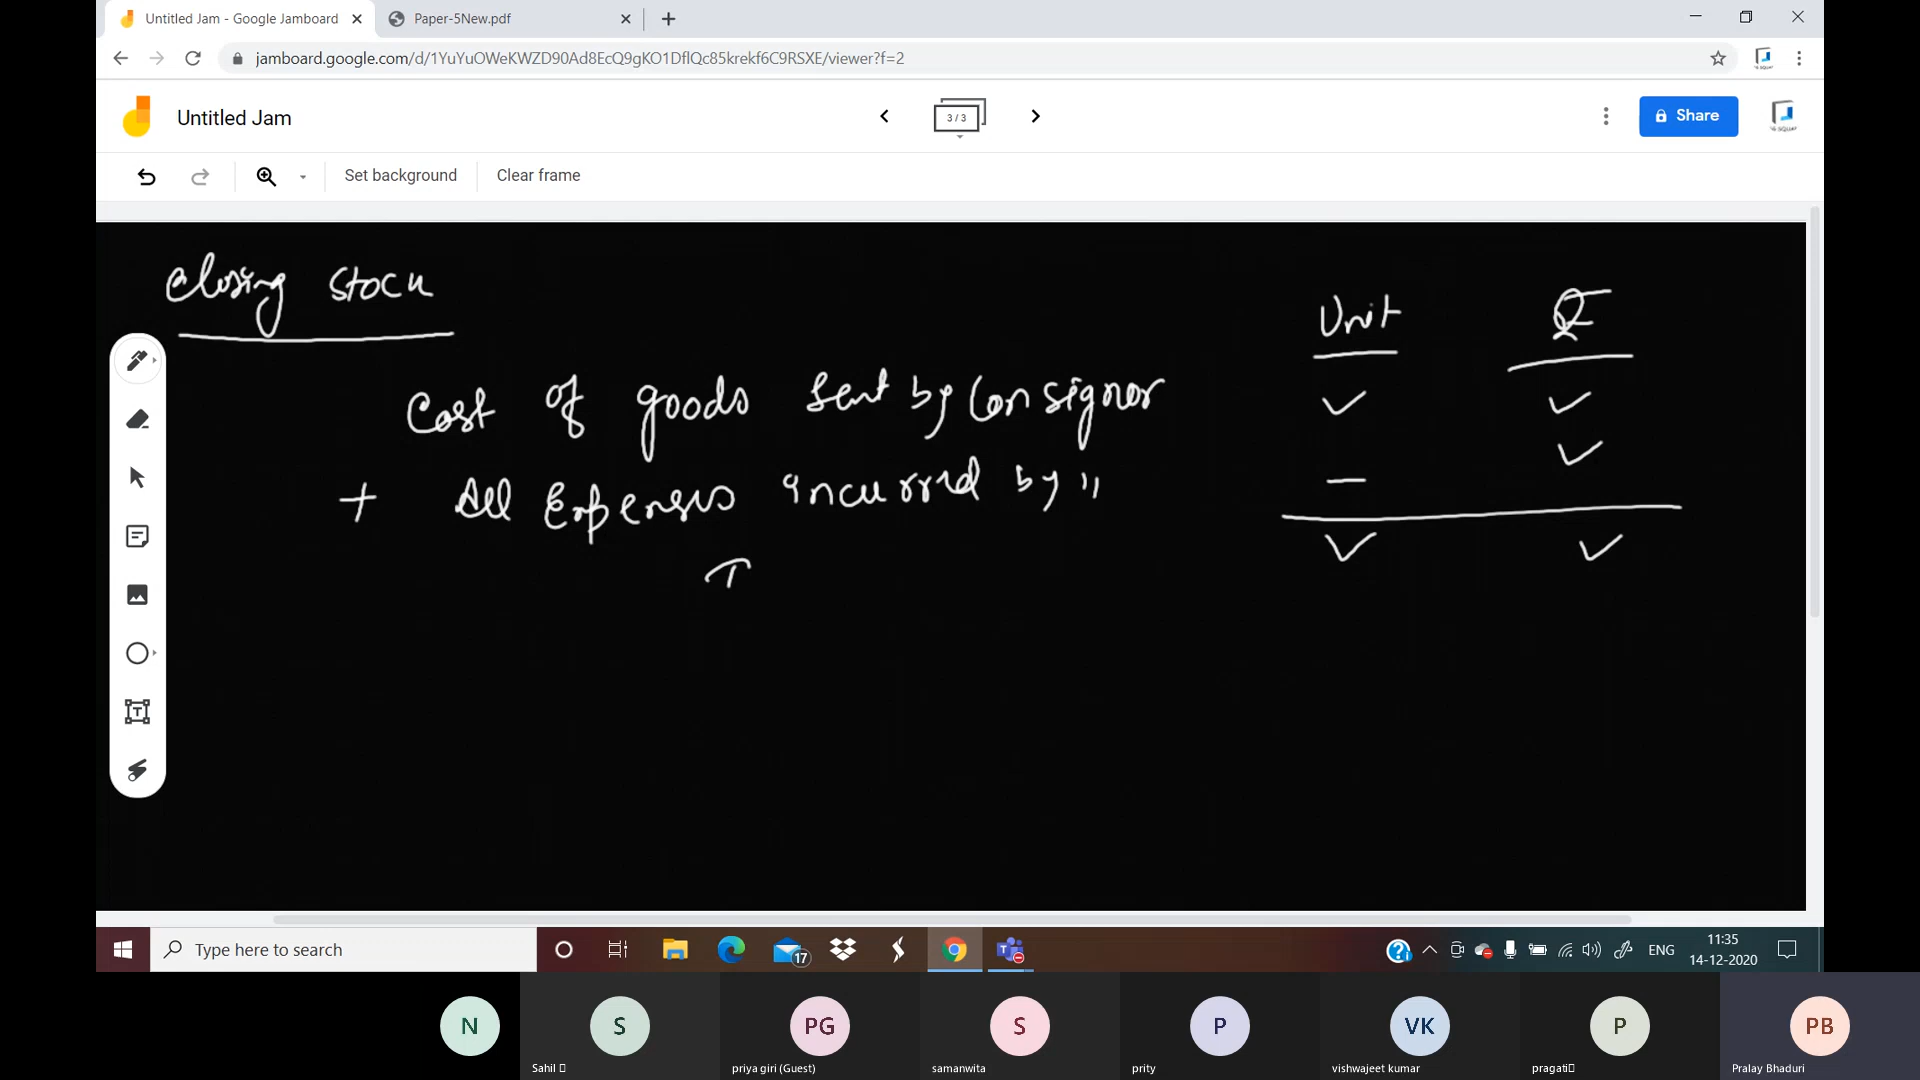 Untitled Jam - Google Jamboard
Paper-5New.pdf
jamboard.google.com/d/1YuYuOWeKWZD90Ad8EcQ9gKO1DflQc85krekf6C9RSXE/viewer?f=2
Untitled Jam
3 / 3
Share
Set background
Clear frame
Closing Stock
Unit
Cost of goods sent by Consignor
+ All Expenses incurred by "
Type here to search
17
ENG
11:35
14-12-2020
N
S
PG
S
P
VK
P
PB
Sahil
priya giri (Guest)
samanwita
prity
vishwajeet kumar
pragati
Pralay Bhaduri